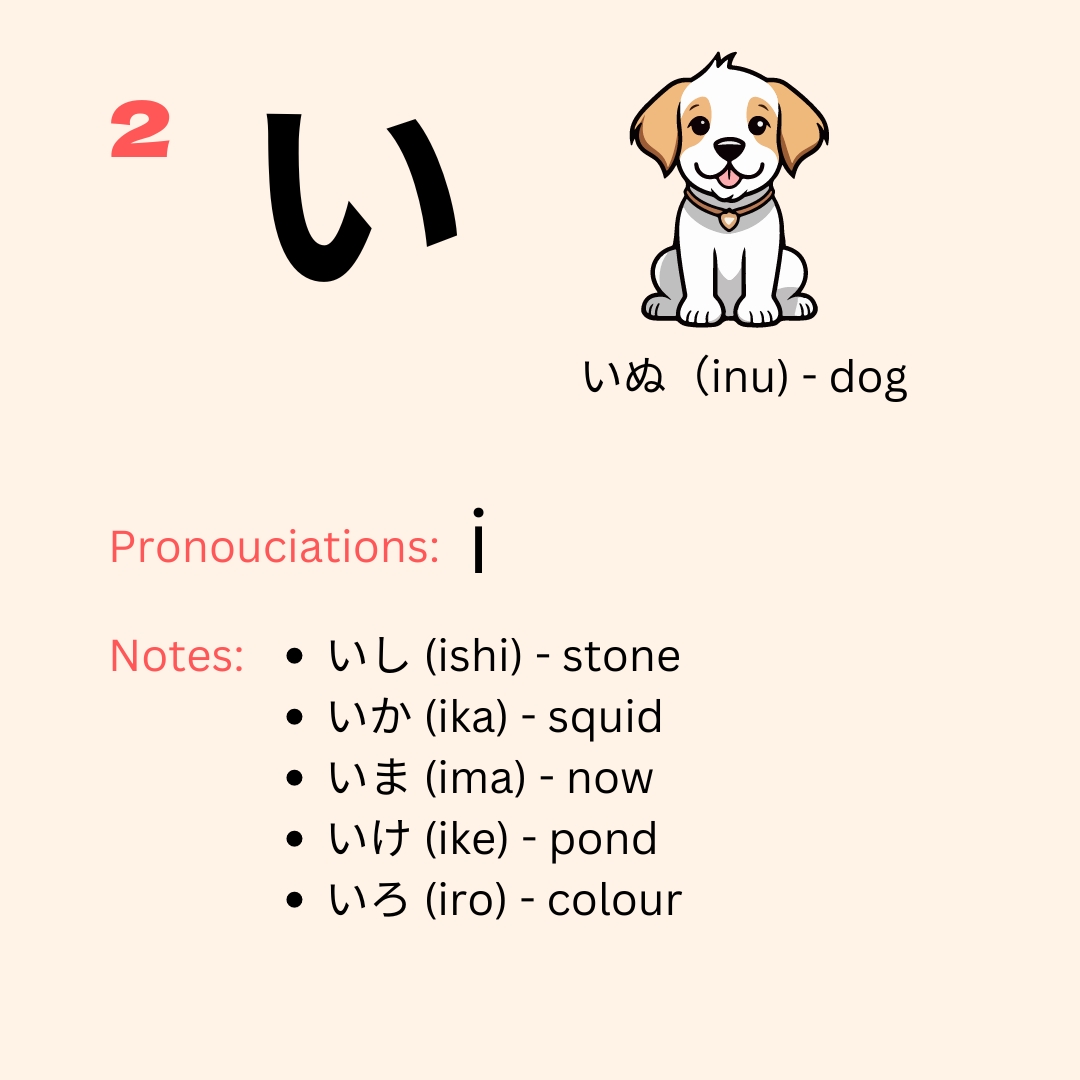 2
い
いぬ（inu) - dog
Pronouciations: i
Notes:
• いし (ishi) - stone
• いか (ika) - squid
• いま (ima) - now
• いけ (ike) - pond
• いろ (iro) - colour